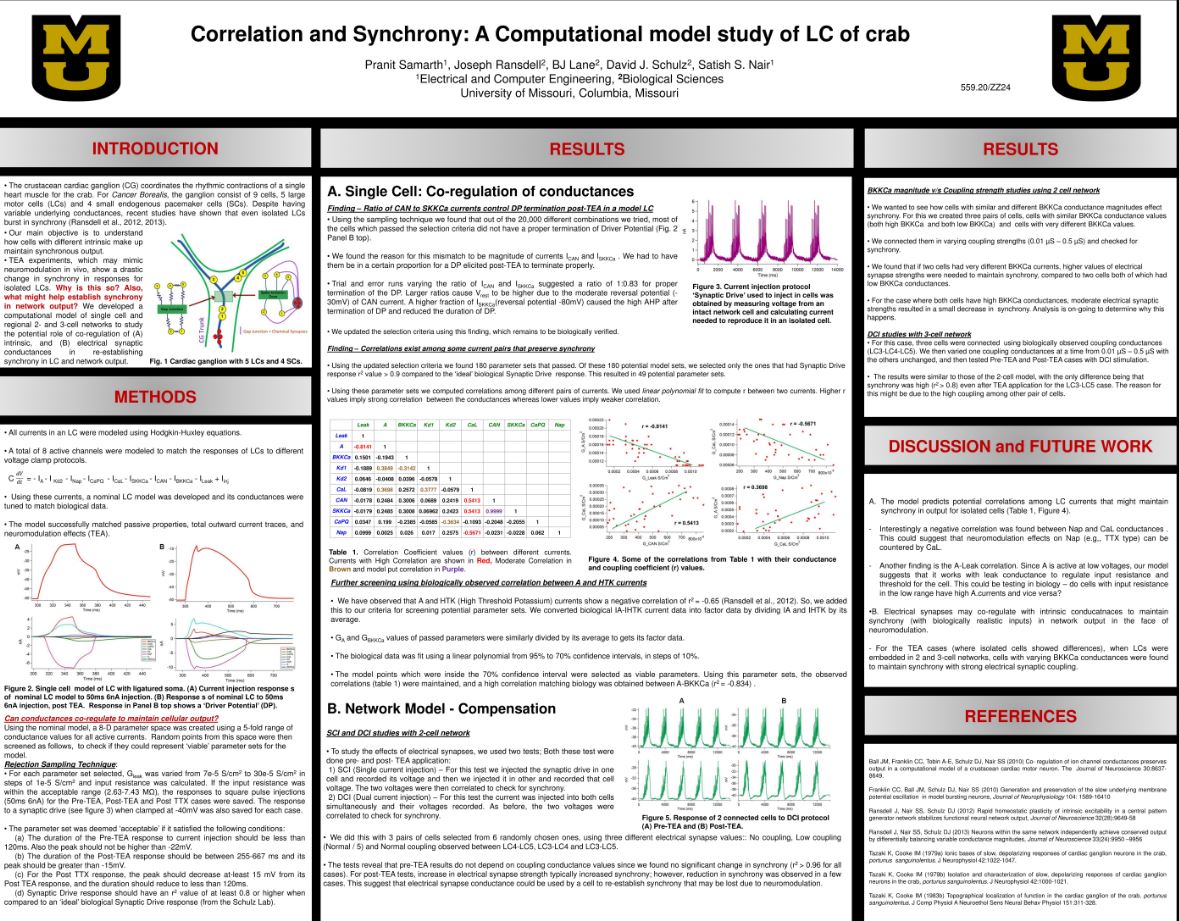 Correlation and Synchrony: A Computational model study of LC of crab
Pranit Samarth¹, Joseph Ransdell², BJ Lane², David J. Schulz², Satish S. Nair¹
¹Electrical and Computer Engineering, ²Biological Sciences
University of Missouri, Columbia, Missouri
559.20/ZZ24
INTRODUCTION
• The crustacean cardiac ganglion (CG) coordinates the rhythmic contractions of a single
heart muscle for the crab. For Cancer Borealis, the ganglion consist of 9 cells, 5 large
motor cells (LCs) and 4 small endogenous pacemaker cells (SCs). Despite having
variable underlying conductances, recent studies have shown that even isolated LCs
burst in synchrony (Ransdell et al., 2012, 2013).
• Our main objective is to understand
how cells with different intrinsic make up
maintain synchronous output.
• TEA experiments, which may mimic
neuromodulation in vivo, show a drastic
change in synchrony in responses for
isolated LCs. Why is this so? Also,
what might help establish synchrony
in network output? We developed a
computational model of single cell and
regional 2- and 3-cell networks to study
the potential role of co-regulation of (A)
intrinsic, and (B) electrical synaptic
conductances in re-establishing
synchrony in LC and network output.
CG Trunk
Fig. 1 Cardiac ganglion with 5 LCs and 4 SCs.
METHODS
• All currents in an LC were modeled using Hodgkin-Huxley equations.
• A total of 8 active channels were modeled to match the responses of LCs to different
voltage clamp protocols.
C dV/dt = - I_A - I_Kd1 - I_Kd2 - I_Nap - I_CaPQ - I_CaL - I_BKKCa - I_CAN - I_SKKCa - I_Leak + I_inj
• Using these currents, a nominal LC model was developed and its conductances were
tuned to match biological data.
• The model successfully matched passive properties, total outward current traces, and
neuromodulation effects (TEA).
A
B
Figure 2. Single cell model of LC with ligatured soma. (A) Current injection response s
of nominal LC model to 50ms 6nA injection. (B) Response s of nominal LC to 50ms
6nA injection, post TEA. Response in Panel B top shows a 'Driver Potential' (DP).
Can conductances co-regulate to maintain cellular output?
Using the nominal model, a 8-D parameter space was created using a 5-fold range of
conductance values for all active currents. Random points from this space were then
screened as follows, to check if they could represent 'viable' parameter sets for the
model.
Rejection Sampling Technique:
• For each parameter set selected, G_leak was varied from 7e-5 S/cm² to 30e-5 S/cm² in
steps of 1e-5 S/cm² and input resistance was calculated. If the input resistance was
within the acceptable range (2.63-7.43 MΩ), the responses to square pulse injections
(50ms 6nA) for the Pre-TEA, Post-TEA and Post TTX cases were saved. The response
to a synaptic drive (see figure 3) when clamped at -40mV was also saved for each case.
• The parameter set was deemed 'acceptable' if it satisfied the following conditions:
(a) The duration of the Pre-TEA response to current injection should be less than
120ms. Also the peak should not be higher than -22mV.
(b) The duration of the Post-TEA response should be between 255-667 ms and its
peak should be greater than -15mV.
(c) For the Post TTX response, the peak should decrease at-least 15 mV from its
Post TEA response, and the duration should reduce to less than 120ms.
(d) Synaptic Drive response should have an r² value of at least 0.8 or higher when
compared to an 'ideal' biological Synaptic Drive response (from the Schulz Lab).
RESULTS
A. Single Cell: Co-regulation of conductances
Finding – Ratio of CAN to SKKCa currents control DP termination post-TEA in a model LC
• Using the sampling technique we found that out of the 20,000 different combinations we tried, most of
the cells which passed the selection criteria did not have a proper termination of Driver Potential (Fig. 2
Panel B top).
• We found the reason for this mismatch to be magnitude of currents I_CAN and I_SKKCa . We had to have
them be in a certain proportion for a DP elicited post-TEA to terminate properly.
• Trial and error runs varying the ratio of I_CAN and I_SKKCa suggested a ratio of 1:0.83 for proper
termination of the DP. Larger ratios cause V_rest to be higher due to the moderate reversal potential (-
30mV) of CAN current. A higher fraction of I_SKKCa(reversal potential -80mV) caused the high AHP after
termination of DP and reduced the duration of DP.
• We updated the selection criteria using this finding, which remains to be biologically verified.
Figure 3. Current injection protocol
'Synaptic Drive' used to inject in cells was
obtained by measuring voltage from an
intact network cell and calculating current
needed to reproduce it in an isolated cell.
Finding – Correlations exist among some current pairs that preserve synchrony
• Using the updated selection criteria we found 180 parameter sets that passed. Of these 180 potential model sets, we selected only the ones that had Synaptic Drive
response r² value > 0.9 compared to the 'ideal' biological Synaptic Drive response. This resulted in 49 potential parameter sets.
• Using these parameter sets we computed correlations among different pairs of currents. We used linear polynomial fit to compute r between two currents. Higher r
values imply strong correlation between the conductances whereas lower values imply weaker correlation.
Leak A BKKCa Kd1 Kd2 CaL CAN SKKCa CaPQ Nap
Leak 1
A -0.8141 1
BKKCa 0.1501 -0.1943 1
Kd1 -0.1889 0.3649 -0.3143 1
Kd2 0.0646 -0.0408 0.0396 -0.0578 1
CaL -0.0819 0.3698 0.2572 0.3777 -0.0579 1
CAN -0.0178 0.2484 0.3006 0.0689 0.2419 0.5413 1
SKKCa -0.0179 0.2485 0.3008 0.06962 0.2423 0.5413 0.9999 1
CaPQ 0.0347 0.199 -0.2365 -0.0585 -0.3634 -0.1093 -0.2048 -0.2055 1
Nap 0.0999 0.0025 0.026 0.017 0.2575 -0.5671 -0.0231 -0.0228 0.062 1
Table 1. Correlation Coefficient values (r) between different currents.
Currents with High Correlation are shown in Red, Moderate Correlation in
Brown and model put correlation in Purple.
r = -0.8141
r = -0.5671
r = 0.5413
r = 0.3698
Figure 4. Some of the correlations from Table 1 with their conductance
and coupling coefficient (r) values.
Further screening using biologically observed correlation between A and HTK currents
• We have observed that A and HTK (High Threshold Potassium) currents show a negative correlation of r² = -0.65 (Ransdell et al., 2012). So, we added
this to our criteria for screening potential parameter sets. We converted biological IA-IHTK current data into factor data by dividing IA and IHTK by its
average.
• G_A and G_BKKCa values of passed parameters were similarly divided by its average to gets its factor data.
• The biological data was fit using a linear polynomial from 95% to 70% confidence intervals, in steps of 10%.
• The model points which were inside the 70% confidence interval were selected as viable parameters. Using this parameter sets, the observed
correlations (table 1) were maintained, and a high correlation matching biology was obtained between A-BKKCa (r² = -0.834) .
B. Network Model - Compensation
SCI and DCI studies with 2-cell network
• To study the effects of electrical synapses, we used two tests; Both these test were
done pre- and post- TEA application:
1) SCI (Single current injection) – For this test we injected the synaptic drive in one
cell and recorded its voltage and then we injected it in other and recorded that cell
voltage. The two voltages were then correlated to check for synchrony.
2) DCI (Dual current injection) – For this test the current was injected into both cells
simultaneously and their voltages recorded. As before, the two voltages were
correlated to check for synchrony.
A
B
Figure 5. Response of 2 connected cells to DCI protocol
(A) Pre-TEA and (B) Post-TEA.
• We did this with 3 pairs of cells selected from 6 randomly chosen ones, using three different electrical synapse values:: No coupling, Low coupling
(Normal / 5) and Normal coupling observed between LC4-LC5, LC3-LC4 and LC3-LC5.
• The tests reveal that pre-TEA results do not depend on coupling conductance values since we found no significant change in synchrony (r² > 0.96 for all
cases). For post-TEA tests, increase in electrical synapse strength typically increased synchrony; however, reduction in synchrony was observed in a few
cases. This suggest that electrical synapse conductance could be used by a cell to re-establish synchrony that may be lost due to neuromodulation.
RESULTS
BKKCa magnitude v/s Coupling strength studies using 2 cell network
• We wanted to see how cells with similar and different BKKCa conductance magnitudes effect
synchrony. For this we created three pairs of cells, cells with similar BKKCa conductance values
(both high BKKCa and both low BKKCa) and cells with very different BKKCa values.
• We connected them in varying coupling strengths (0.01 µS – 0.5 µS) and checked for
synchrony.
• We found that if two cells had very different BKKCa currents, higher values of electrical
synapse strengths were needed to maintain synchrony, compared to two cells both of which had
low BKKCa conductances.
• For the case where both cells have high BKKCa conductances, moderate electrical synaptic
strengths resulted in a small decrease in synchrony. Analysis is on-going to determine why this
happens.
DCI studies with 3-cell network
• For this case, three cells were connected using biologically observed coupling conductances
(LC3-LC4-LC5). We then varied one coupling conductances at a time from 0.01 µS – 0.5 µS with
the others unchanged, and then tested Pre-TEA and Post-TEA cases with DCI stimulation.
• The results were similar to those of the 2-cell model, with the only difference being that
synchrony was high (r² > 0.8) even after TEA application for the LC3-LC5 case. The reason for
this might be due to the high coupling among other pair of cells.
DISCUSSION and FUTURE WORK
A. The model predicts potential correlations among LC currents that might maintain
synchrony in output for isolated cells (Table 1, Figure 4).
- Interestingly a negative correlation was found between Nap and CaL conductances .
This could suggest that neuromodulation effects on Nap (e.g., TTX type) can be
countered by CaL.
- Another finding is the A-Leak correlation. Since A is active at low voltages, our model
suggests that it works with leak conductance to regulate input resistance and
threshold for the cell. This could be testing in biology – do cells with input resistance
in the low range have high A.currents and vice versa?
•B. Electrical synapses may co-regulate with intrinsic conducatnaces to maintain
synchrony (with biologically realistic inputs) in network output in the face of
neuromodulation.
- For the TEA cases (where isolated cells showed differences), when LCs were
embedded in 2 and 3-cell networks, cells with varying BKKCa conductances were found
to maintain synchrony with strong electrical synaptic coupling.
REFERENCES
Ball JM, Franklin CC, Tobin A-E, Schulz DJ, Nair SS (2010) Co- regulation of ion channel conductances preserves
output in a computational model of a crustacean cardiac motor neuron. The Journal of Neuroscience 30:8637-
8649.
Franklin CC, Ball JM, Schulz DJ, Nair SS (2010) Generation and preservation of the slow underlying membrane
potential oscillation in model bursting neurons, Journal of Neurophysiology 104: 1589-16410
Ransdell J, Nair SS, Schulz DJ (2012) Rapid homeostatic plasticity of intrinsic excitability in a central pattern
generator network stabilizes functional neural network output, Journal of Neuroscience 32(28):9649-58
Ransdell J, Nair SS, Schulz DJ (2013) Neurons within the same network independently achieve conserved output
by differentially balancing variable conductance magnitudes, Journal of Neuroscience 33(24):9950 –9956
Tazaki K, Cooke IM (1979a) Ionic bases of slow, depolarizing responses of cardiac ganglion neurons in the crab,
portunus sanguinolentus. J Neurophysiol 42:1022-1047.
Tazaki K, Cooke IM (1979b) Isolation and characterization of slow, depolarizing responses of cardiac ganglion
neurons in the crab, portunus sanguinolentus. J Neurophysiol 42:1000-1021.
Tazaki K, Cooke IM (1983b) Topographical localization of function in the cardiac ganglion of the crab, portunus
sanguinolentus. J Comp Physiol A Neuroethol Sens Neural Behav Physiol 151:311-328.